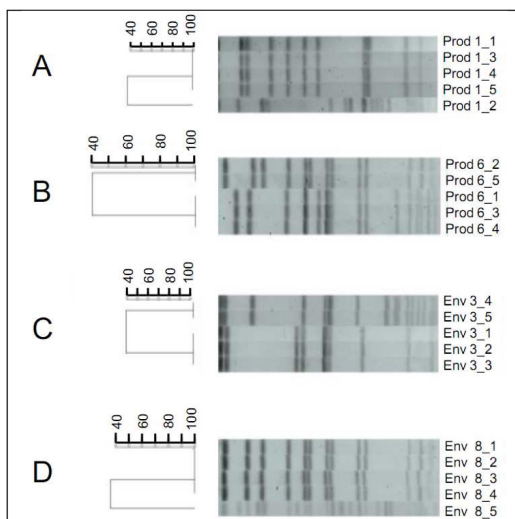 40
60
80
100
A
Prod 1_1
Prod 1_3
Prod 1_4
Prod 1_5
Prod 1_2
40
60
80
100
B
Prod 6_2
Prod 6_5
Prod 6_1
Prod 6_3
Prod 6_4
40
60
70
80
90
100
C
Env 3_4
Env 3_5
Env 3_1
Env 3_2
Env 3_3
40
60
80
100
D
Env 8_1
Env 8_2
Env 8_3
Env 8_4
Env 8_5